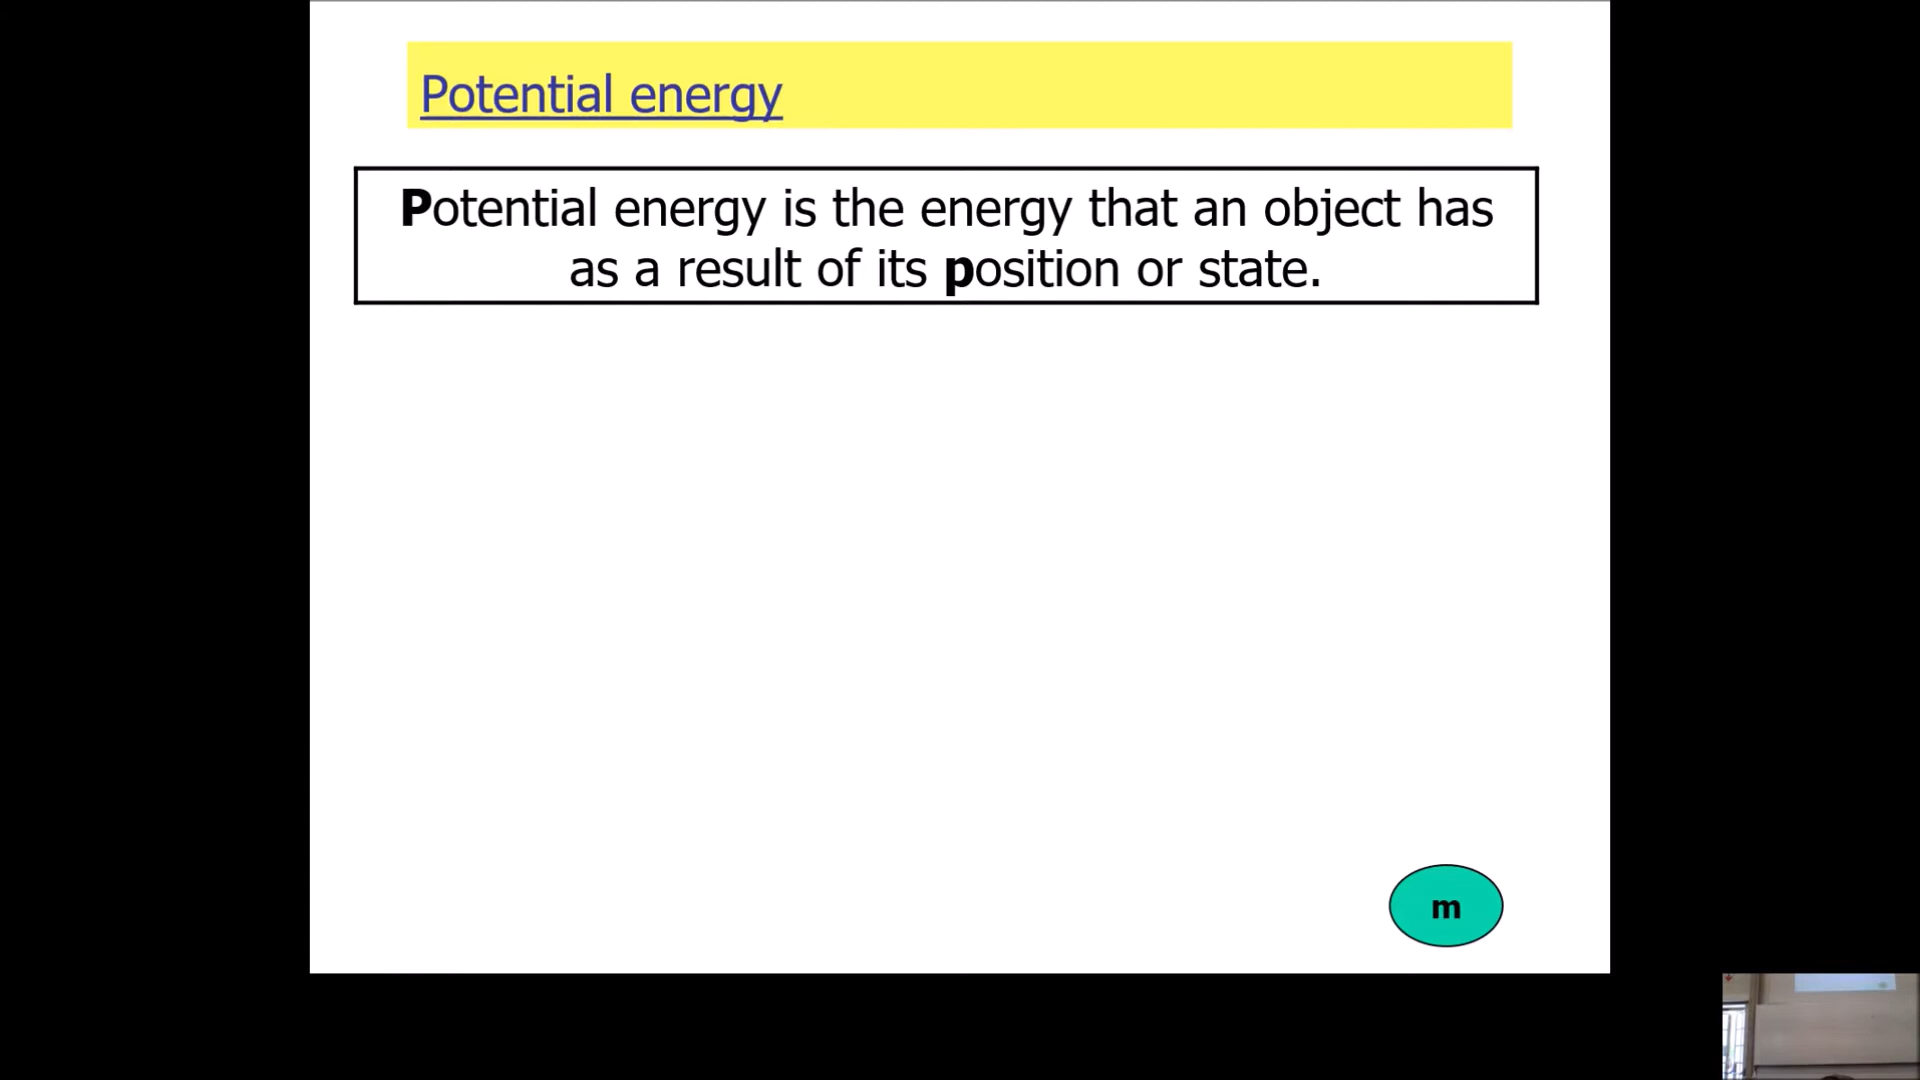 Potential energy
Potential energy is the energy that an object has
as a result of its position or state.
m